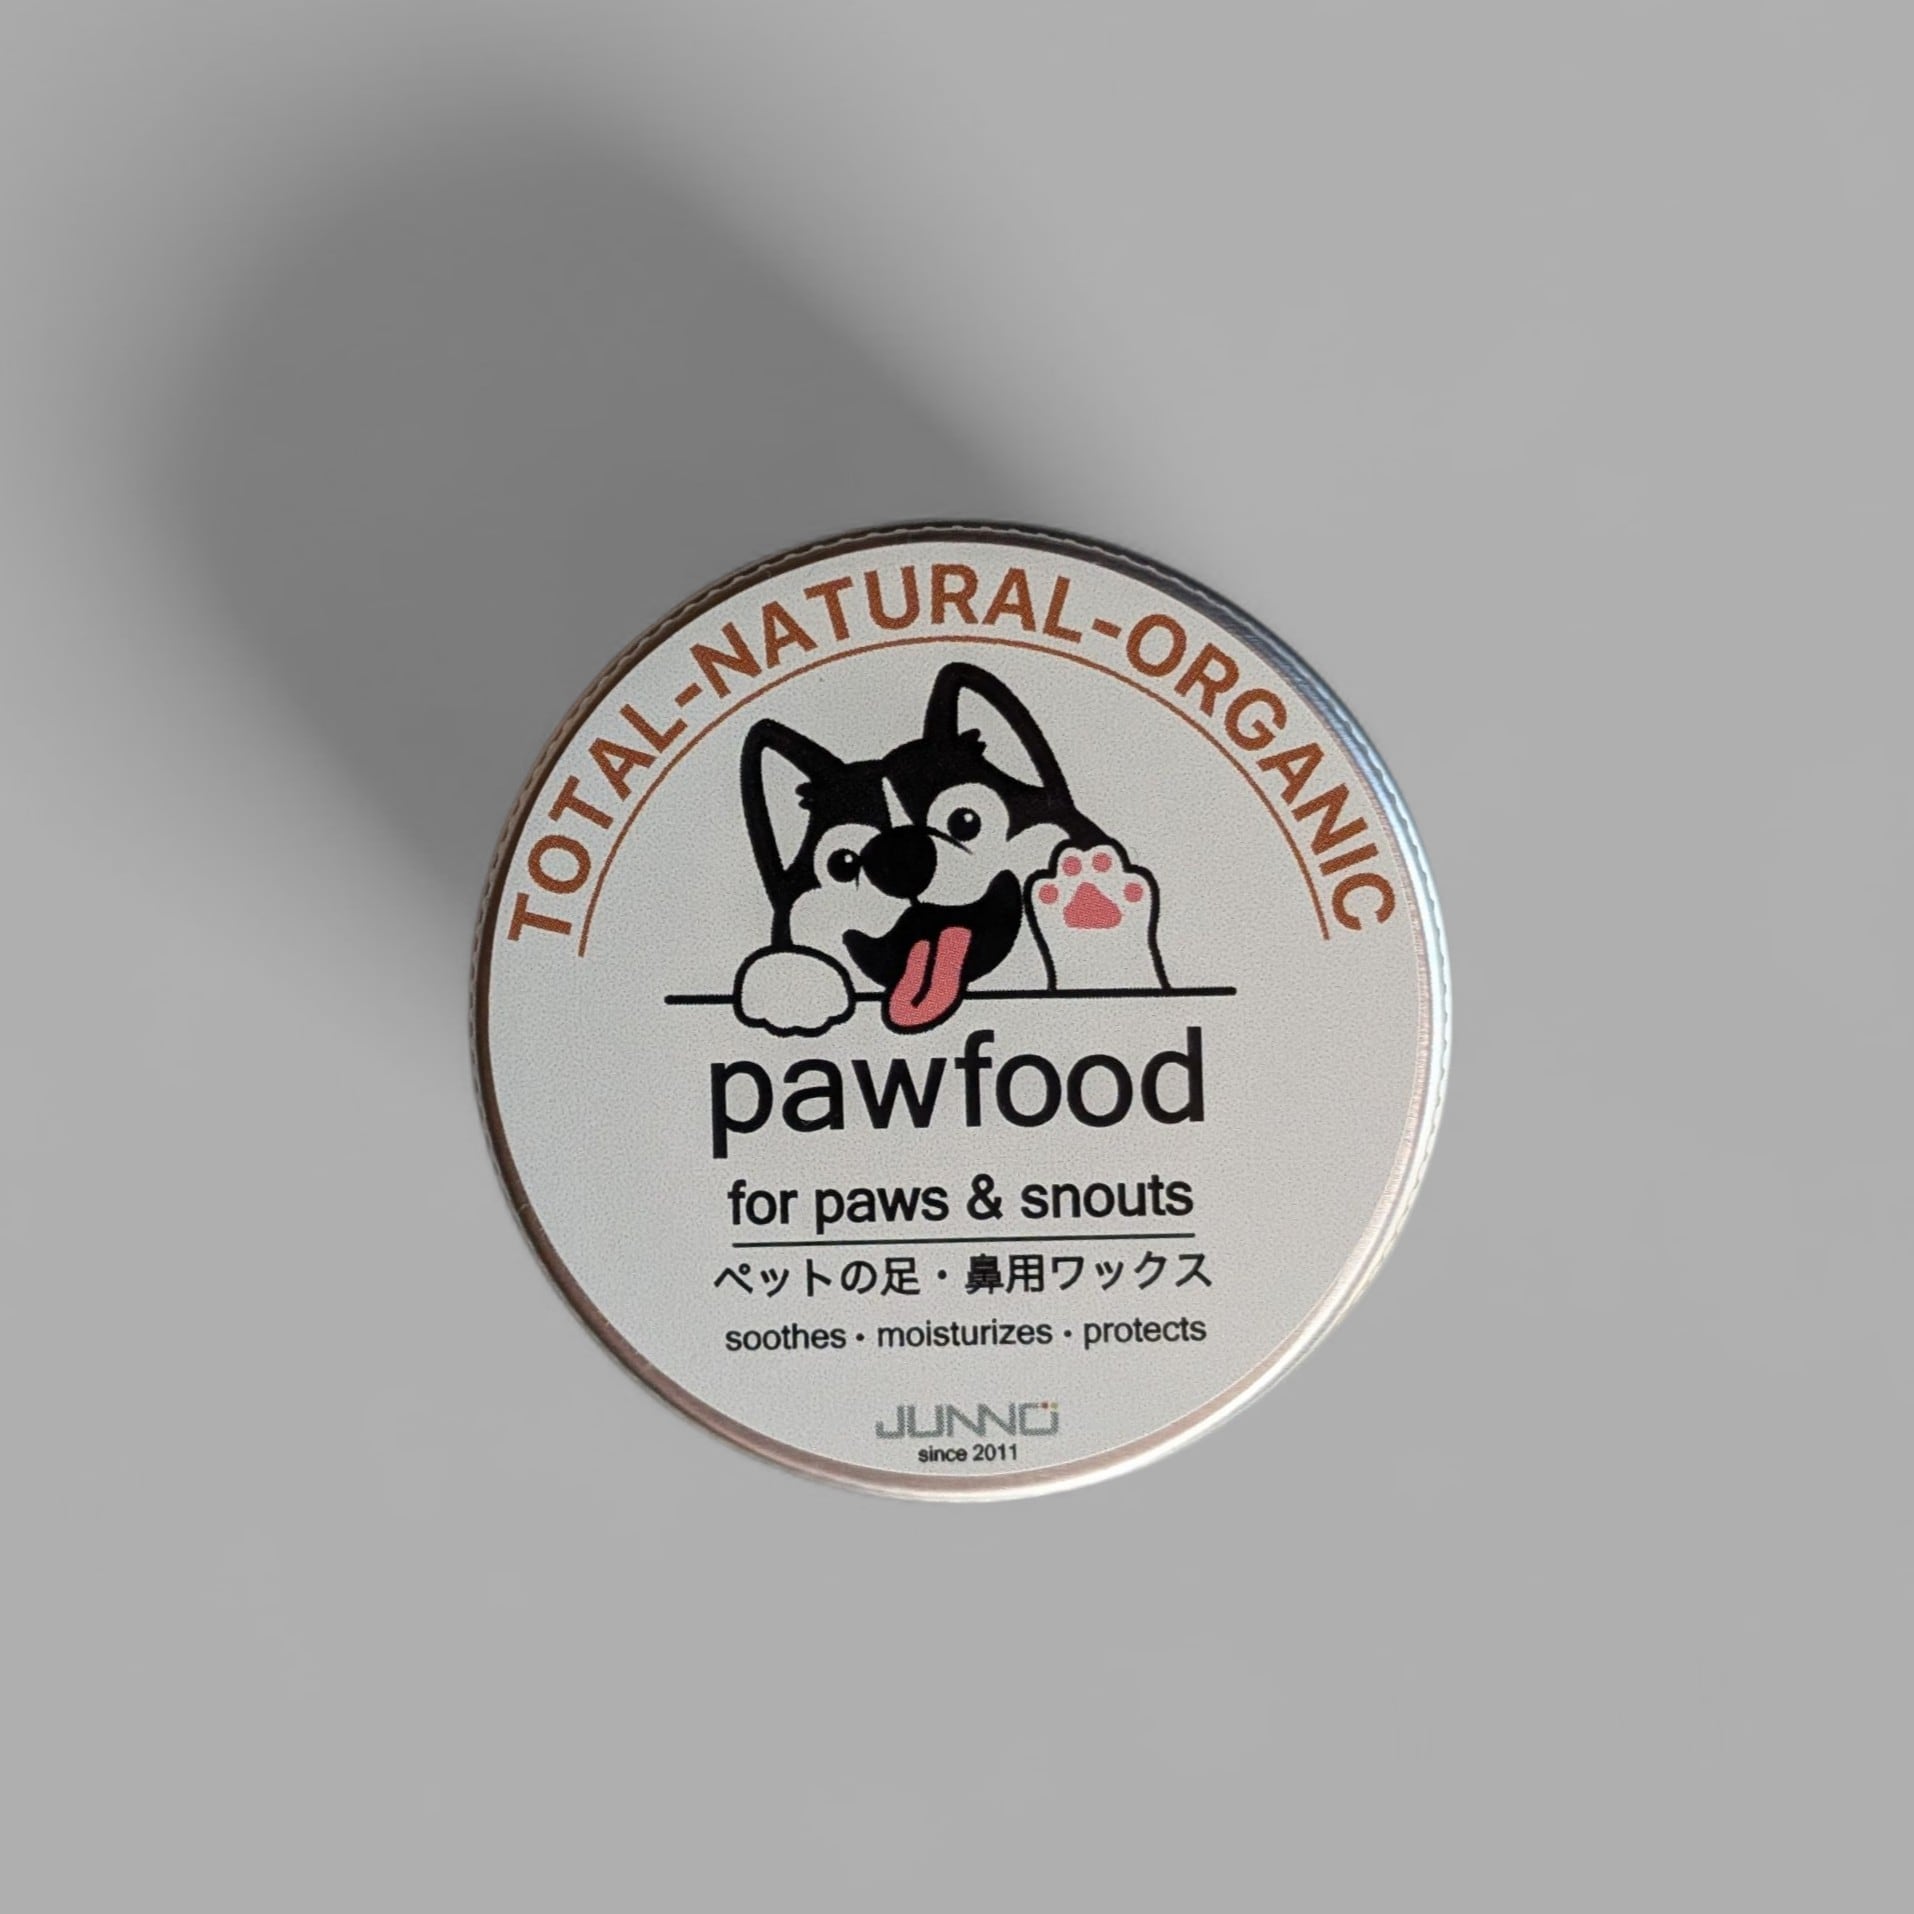 TOTAL-NATURAL-ORGANIC
pawfood
for paws & snouts
ペットの足・鼻用ワックス
soothes • moisturizes • protects
JUNNO
since 2011